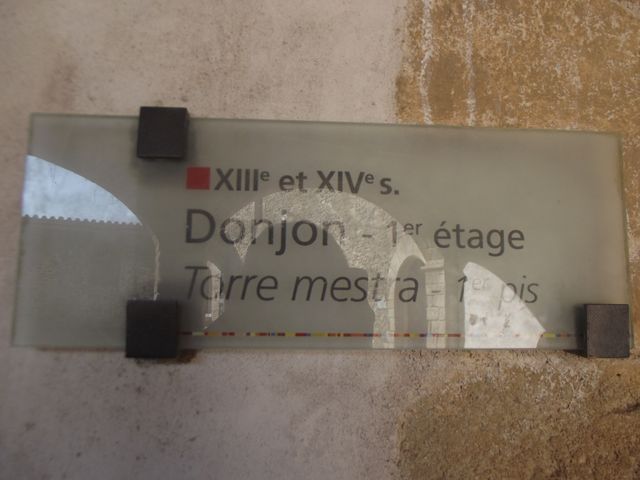 XIIIe et XIVe s.
Donjon - 1er étage
Torre mestra - 1er pis